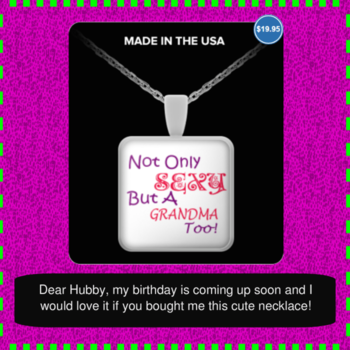 $19.95
MADE IN THE USA
Not Only
SEXY
But A
GRANDMA
Too!
Dear Hubby, my birthday is coming up soon and I
would love it if you bought me this cute necklace!